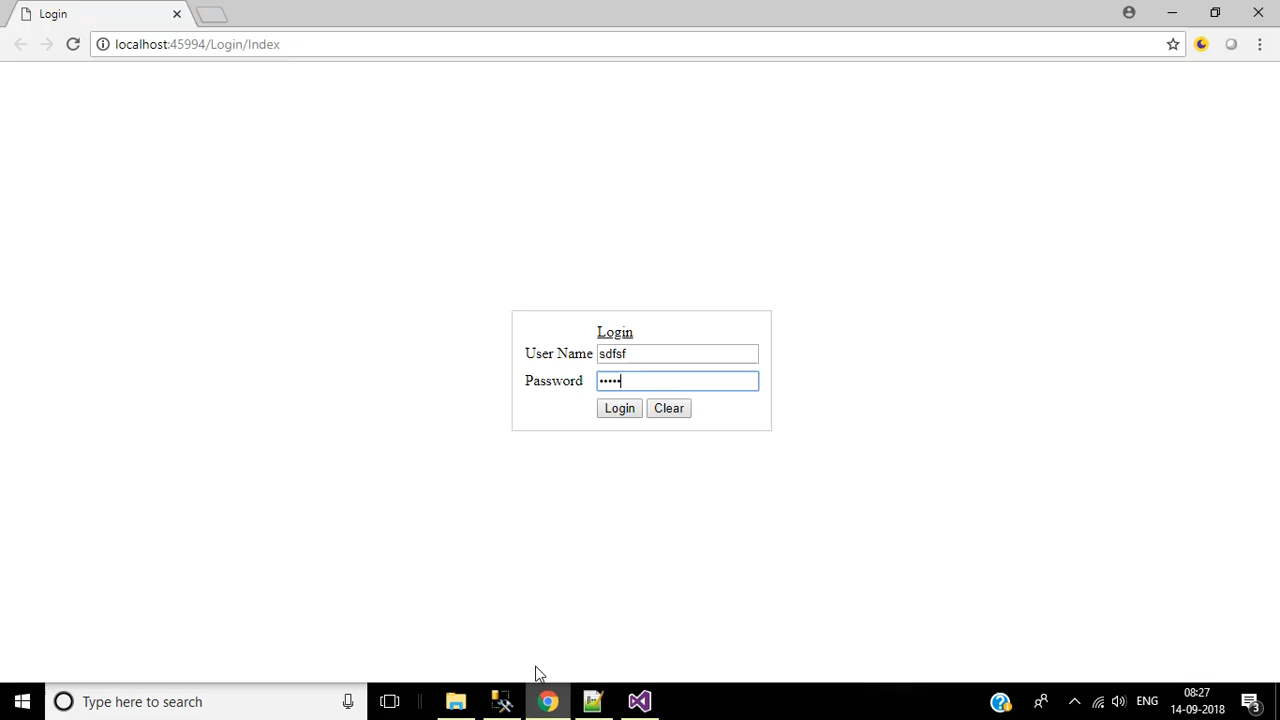 Login
localhost:45994/Login/Index
Login
User Name sdfsf
Password •••••
Login Clear
Type here to search
ENG
08:27
14-09-2018
3